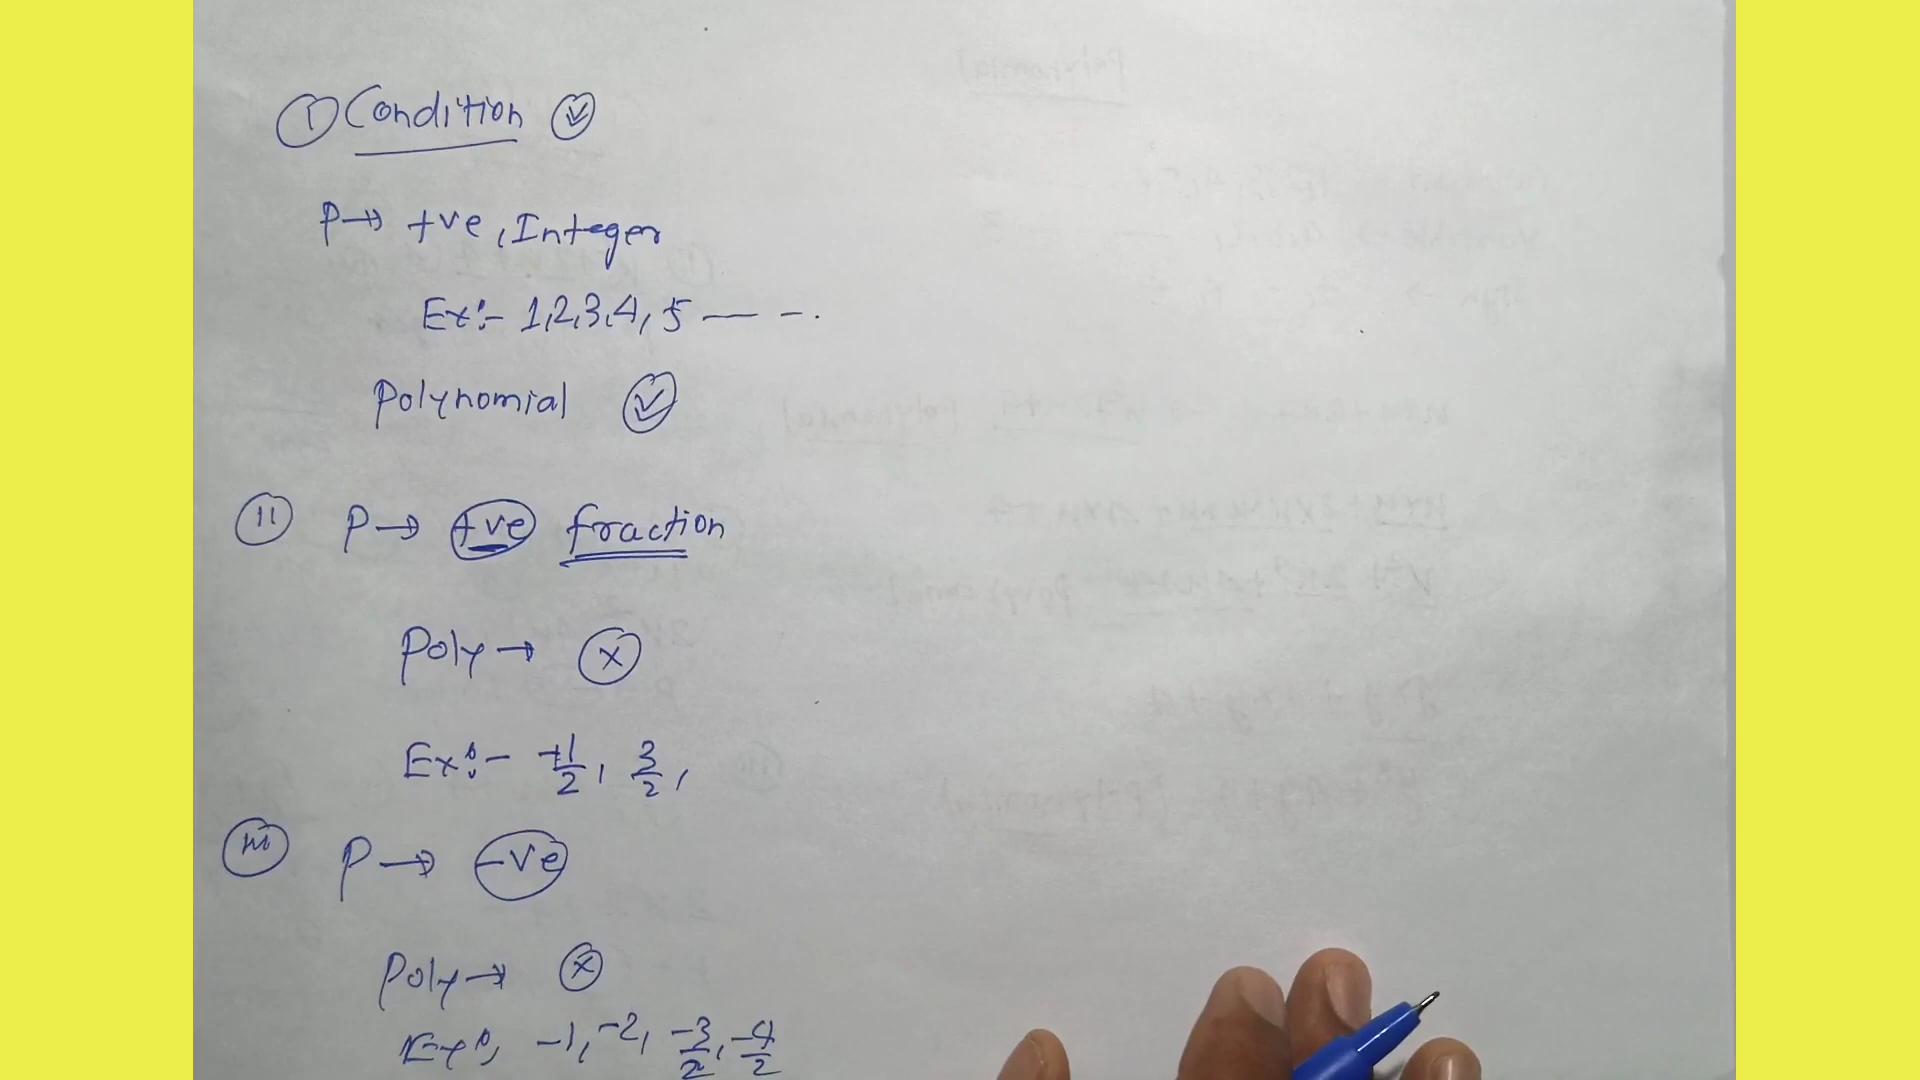 ① Condition ✓
P→ +ve, Integer
Ex:- 1,2,3,4,5 — - .
Polynomial ✓
ii P→ +ve fraction
Poly → x
Ex:- +1/2, 3/2,
iii P→ -ve
Poly→ x
Ex:, -1, -2, -3/2, -4/2